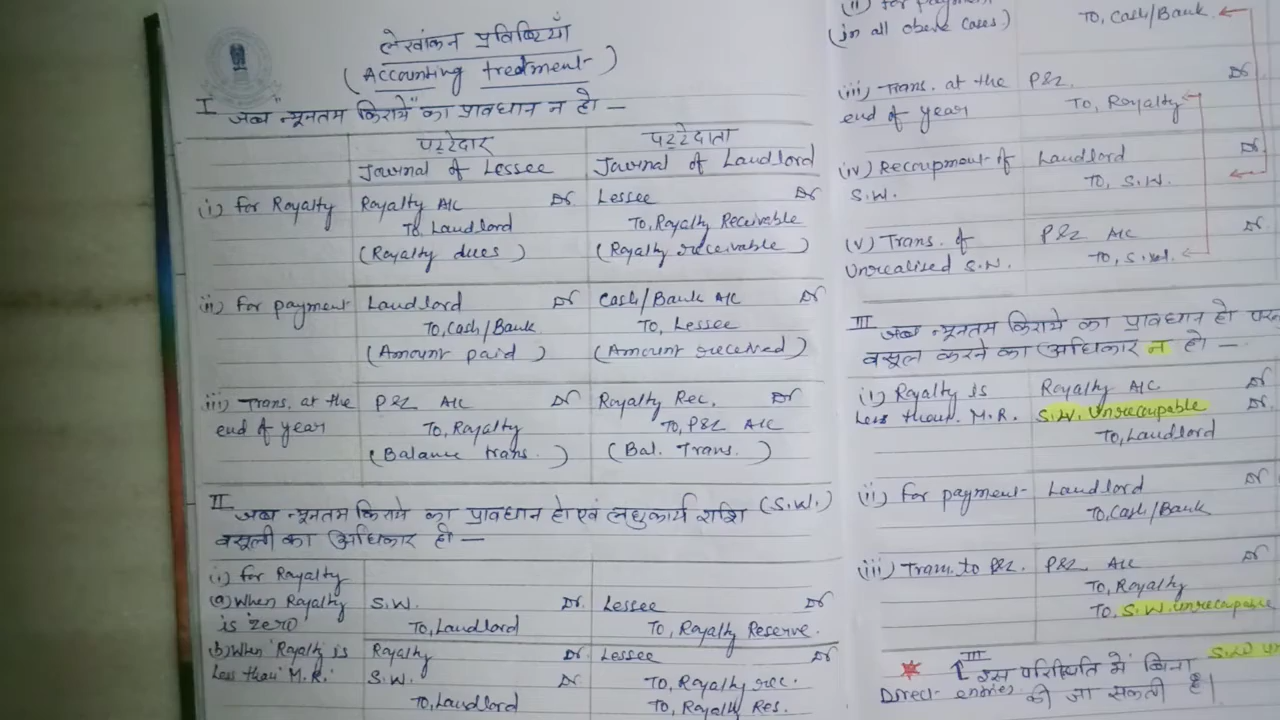 लेखांकन प्रविष्टियाँ
(Accounting treatment)
I जब "न्यूनतम किराये" का प्रावधान न हो —
पट्टेदार पट्टेदाता
Journal of Lessee Journal of Landlord
(i) For Royalty Royalty A/C Dr Lessee Dr
To, Landlord To, Royalty Receivable
(Royalty dues) (Royalty receivable)
(ii) For payment Landlord Dr Cash/Bank A/C Dr
To, Cash/Bank To, Lessee
(Amount paid) (Amount received)
(iii) Trans. at the P&L A/C Dr Royalty Rec. Dr
end of year To, Royalty To, P&L A/C
(Balance trans.) (Bal. Trans.)
II जब न्यूनतम किराये का प्रावधान हो एवं लघुकार्य राशि (S.W.)
वसूली का अधिकार हो —
(i) For Royalty
(a) When Royalty S.W. Dr. Lessee Dr
is zero To, Landlord To, Royalty Reserve.
(b) When Royalty is Royalty Dr Lessee Dr
Less than M.R. S.W. Dr To, Royalty rec.
To, Landlord To, Royalty Res.
(ii) For payment
(in all above cases) To, Cash/Bank.
(iii) Trans. at the P&L. Dr
end of year To, Royalty
(iv) Recoupment of Landlord Dr
S.W. To, S.W.
(v) Trans. of P&L A/C Dr
Unrealised S.W. To, S.W.
III जब न्यूनतम किराये का प्रावधान हो
वसूल करने का अधिकार न हो —
(i) Royalty is Royalty A/C Dr
Less than M.R. S.W. Unrecoupable Dr
To, Landlord
(ii) For payment Landlord Dr
To, Cash/Bank
(iii) Tran. to P&L. P&L A/C Dr
To, Royalty
To, S.W. unrecoupable
III इस परिस्थिति में बिना S.W
Direct entries की जा सकती है।